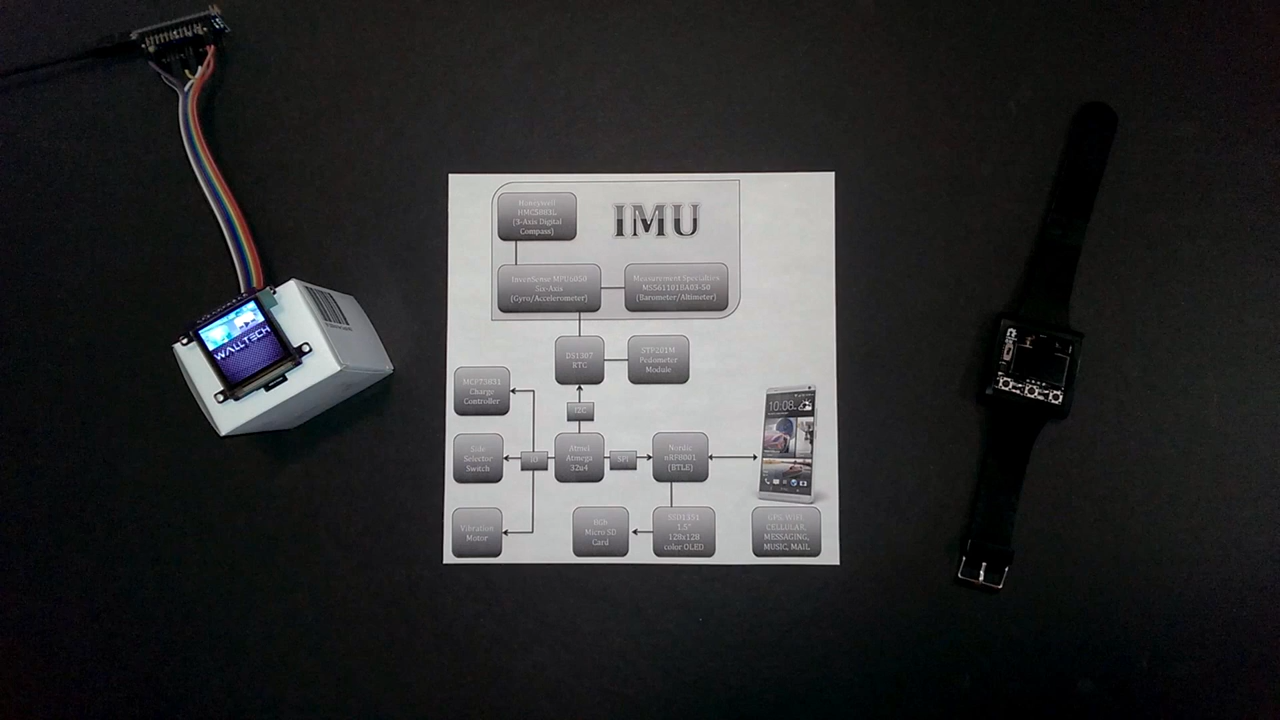 WALLTECH
Honeywell
HMC5883L
(3-Axis Digital
Compass)
IMU
InvenSense MPU6050
Six-Axis
(Gyro/Accelerometer)
Measurement Specialties
MS561101BA03-50
(Barometer/Altimeter)
DS1307
RTC
STP201M
Pedometer
Module
MCP73831
Charge
Controller
I2C
10:08
Side
Selector
Switch
IO
Atmel
Atmega
32u4
SPI
Nordic
nRF8001
(BTLE)
Vibration
Motor
8GB
Micro SD
Card
SSD1351
1.5"
128x128
color OLED
GPS, WIFI,
CELLULAR,
MESSAGING,
MUSIC, MAIL